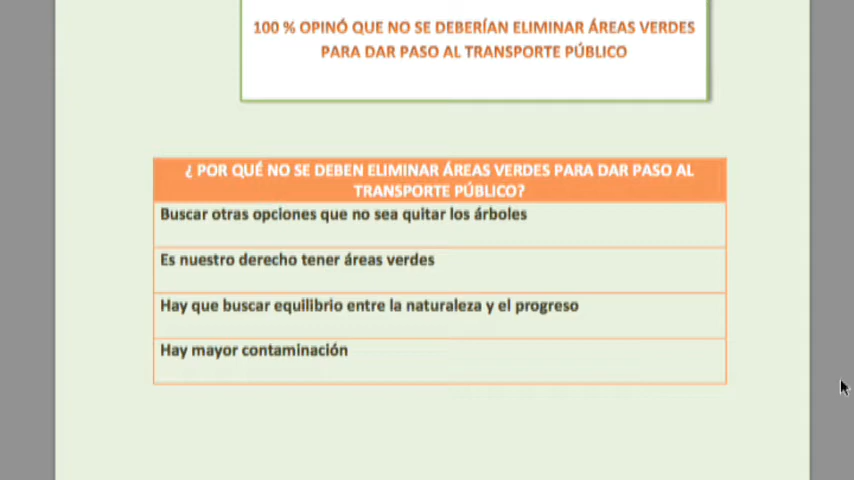 100 % OPINÓ QUE NO SE DEBERÍAN ELIMINAR ÁREAS VERDES
PARA DAR PASO AL TRANSPORTE PÚBLICO
¿ POR QUÉ NO SE DEBEN ELIMINAR ÁREAS VERDES PARA DAR PASO AL
TRANSPORTE PÚBLICO?
Buscar otras opciones que no sea quitar los árboles
Es nuestro derecho tener áreas verdes
Hay que buscar equilibrio entre la naturaleza y el progreso
Hay mayor contaminación